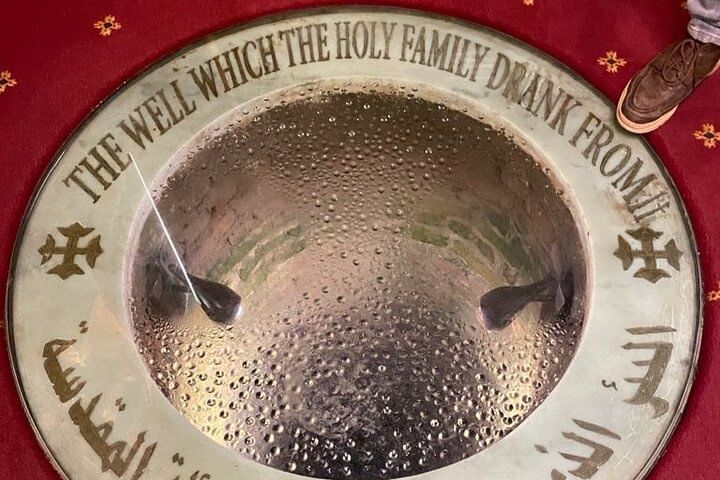 THE WELL WHICH THE HOLY FAMILY DRANK FROM IT
المقدسة